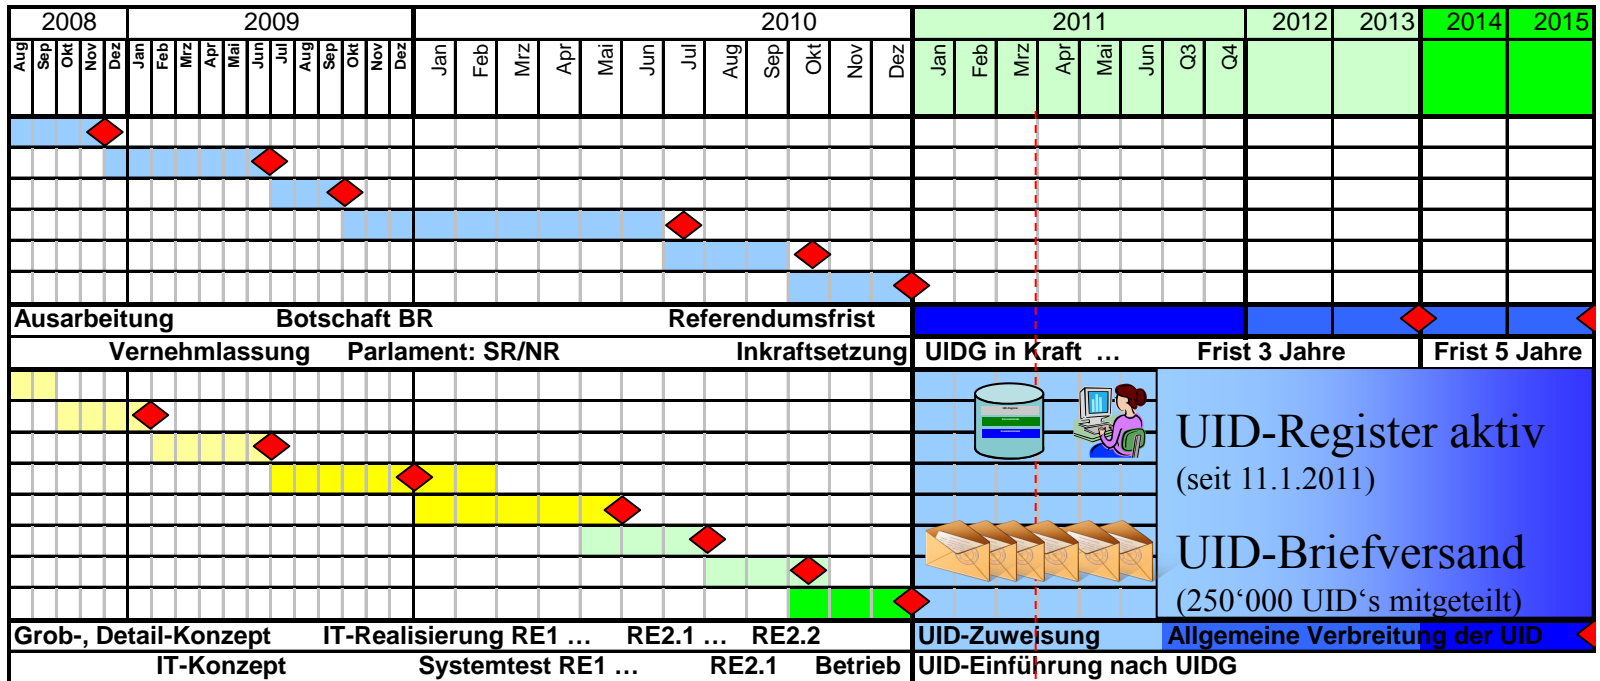 2008 2009 2010 2011 2012 2013 2014 2015
Aug Sep Okt Nov Dez Jan Feb Mrz Apr Mai Jun Jul Aug Sep Okt Nov Dez Jan Feb Mrz Apr Mai Jun Jul Aug Sep Okt Nov Dez Jan Feb Mrz Apr Mai Jun Q3 Q4
Ausarbeitung Botschaft BR Referendumsfrist
Vernehmlassung Parlament: SR/NR Inkraftsetzung UIDG in Kraft … Frist 3 Jahre Frist 5 Jahre
UID-Register aktiv
(seit 11.1.2011)
UID-Briefversand
(250‘000 UID‘s mitgeteilt)
Grob-, Detail-Konzept IT-Realisierung RE1 … RE2.1 … RE2.2 UID-Zuweisung Allgemeine Verbreitung der UID
IT-Konzept Systemtest RE1 … RE2.1 Betrieb UID-Einführung nach UIDG